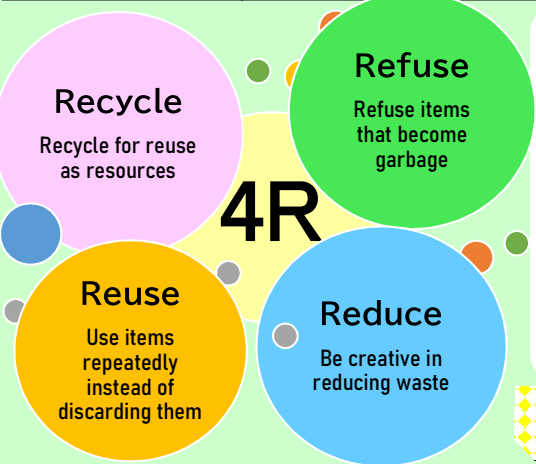 Recycle
Recycle for reuse
as resources
Refuse
Refuse items
that become
garbage
4R
Reuse
Use items
repeatedly
instead of
discarding them
Reduce
Be creative in
reducing waste